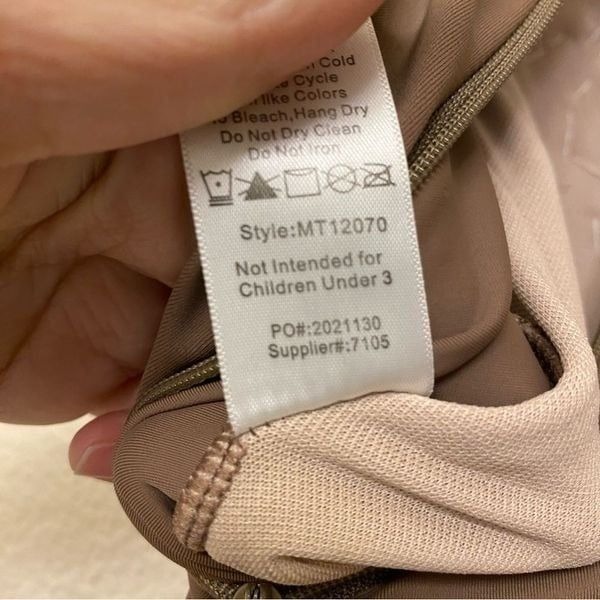 Cold
Cycle
like Colors
Bleach,Hang Dry
Do Not Dry Clean
Do Not Iron
Style:MT12070
Not Intended for
Children Under 3
PO#:2021130
Supplier#:7105